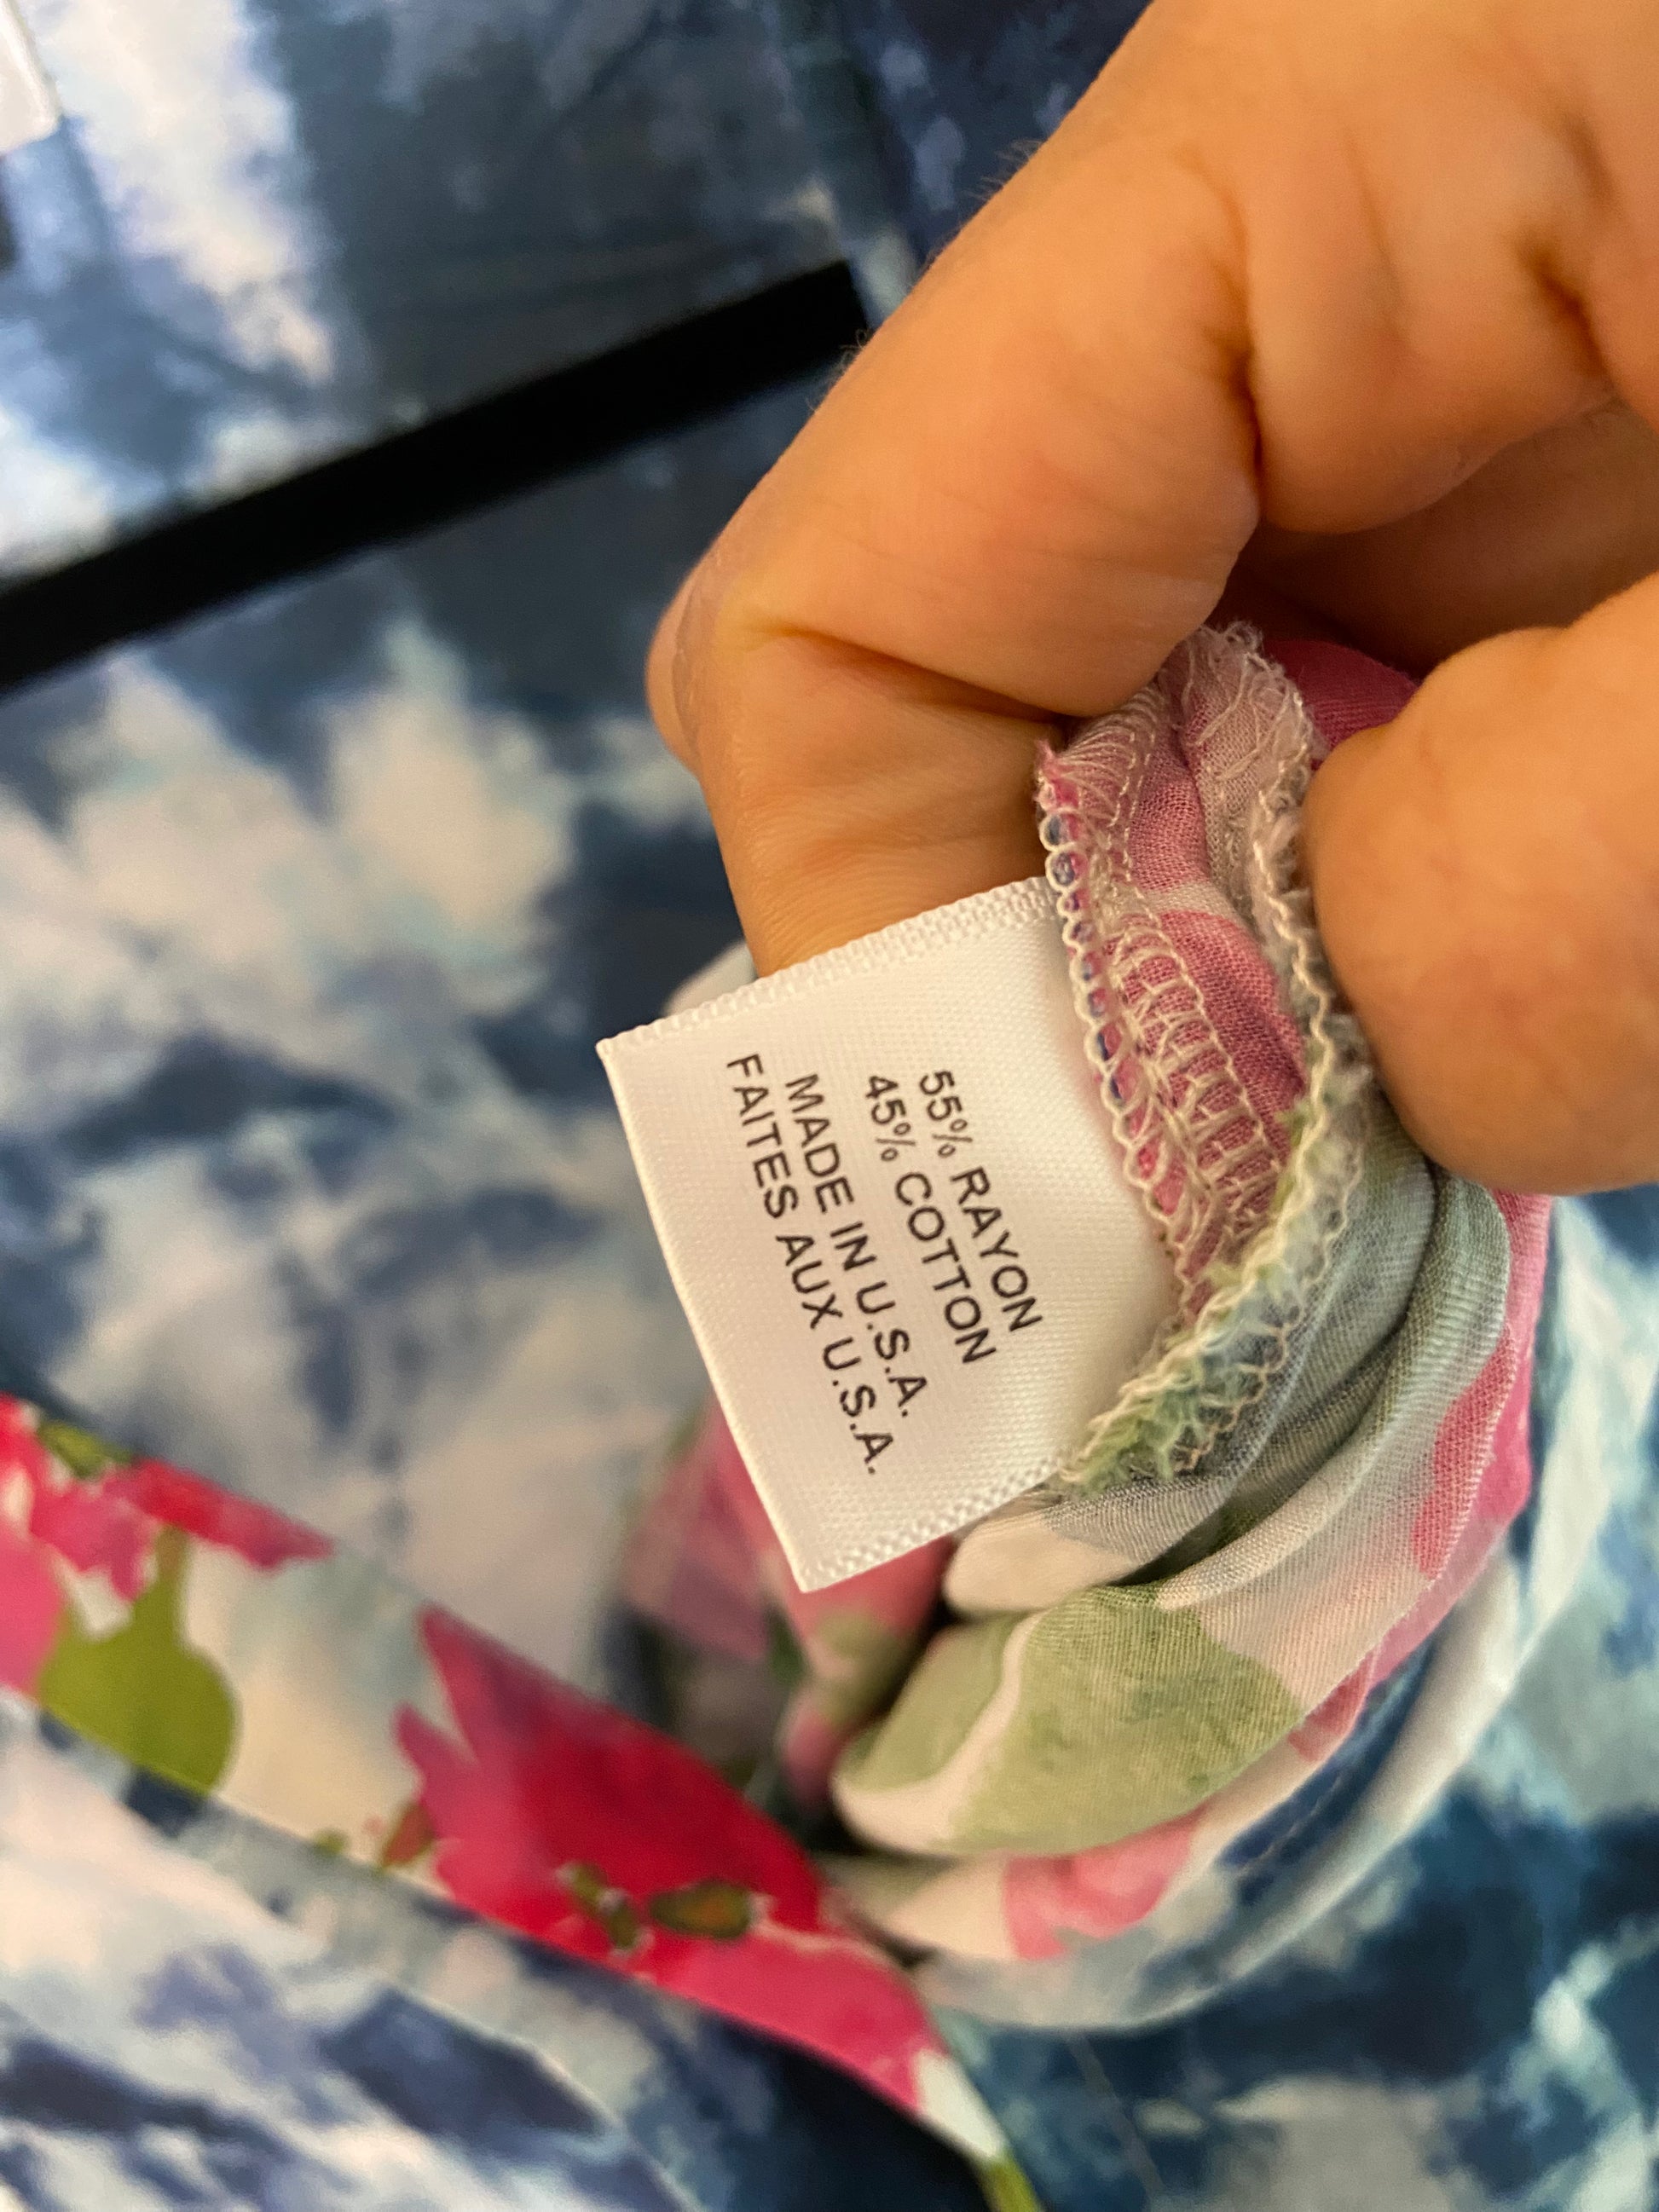 55% RAYON
45% COTTON
MADE IN U.S.A.
FAITES AUX U.S.A.